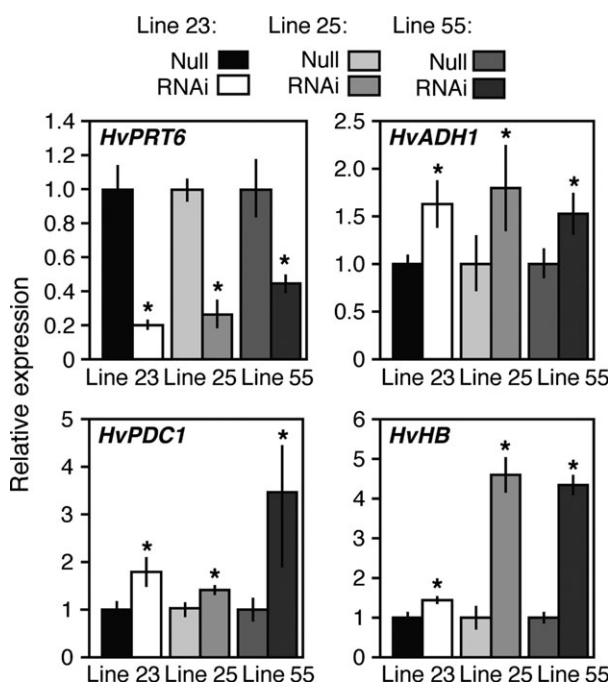 Line 23: Line 25: Line 55:
Null Null Null
RNAi RNAi RNAi
Relative expression
HvPRT6
1.4
1.2
1.0
0.8
0.6
0.4
0.2
0
* * *
Line 23 Line 25 Line 55
HvADH1
2.5
2.0
1.5
1.0
0.5
0
* * *
Line 23 Line 25 Line 55
HvPDC1
5
4
3
2
1
0
* * *
Line 23 Line 25 Line 55
HvHB
6
5
4
3
2
1
0
* * *
Line 23 Line 25 Line 55